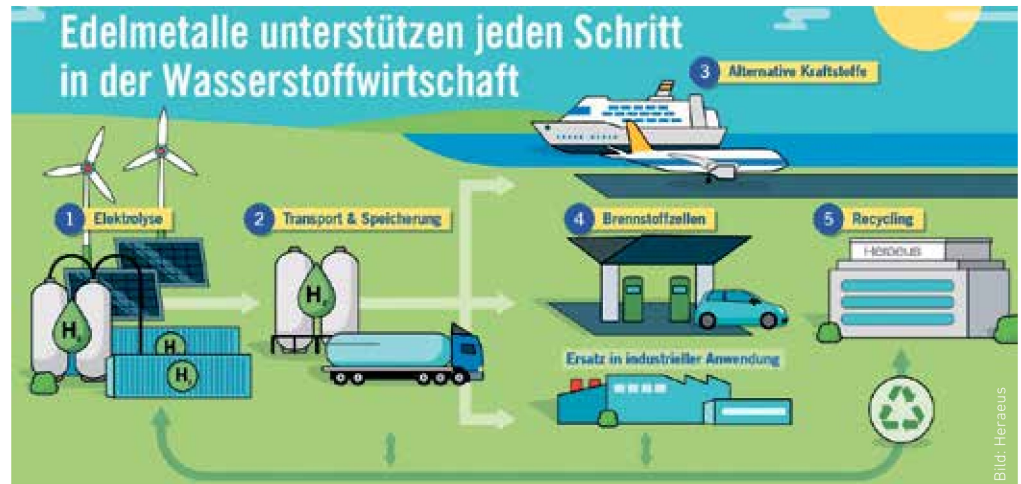 Edelmetalle unterstützen jeden Schritt
in der Wasserstoffwirtschaft
3 Alternative Kraftstoffe
1 Elektrolyse
2 Transport & Speicherung
4 Brennstoffzellen
5 Recycling
Heraeus
H₂
H₂
H₂
H₂
Ersatz in industrieller Anwendung
Bild: Heraeus